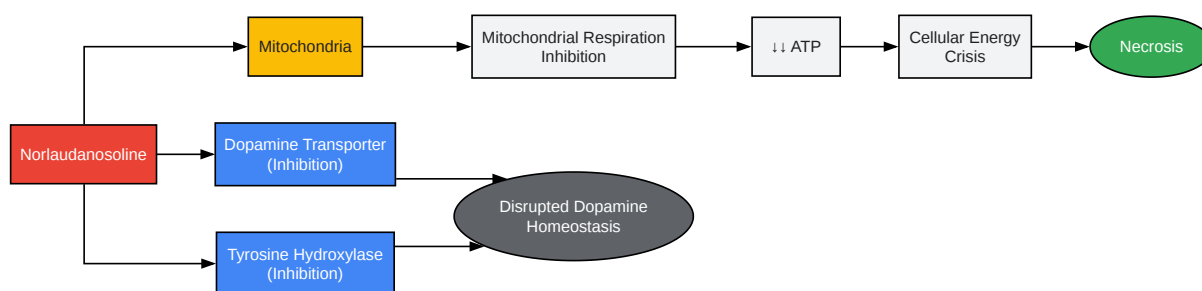 Mitochondria
Mitochondrial Respiration
Inhibition
↓↓ ATP
Cellular Energy
Crisis
Necrosis
Norlaudanosoline
Dopamine Transporter
(Inhibition)
Disrupted Dopamine
Homeostasis
Tyrosine Hydroxylase
(Inhibition)